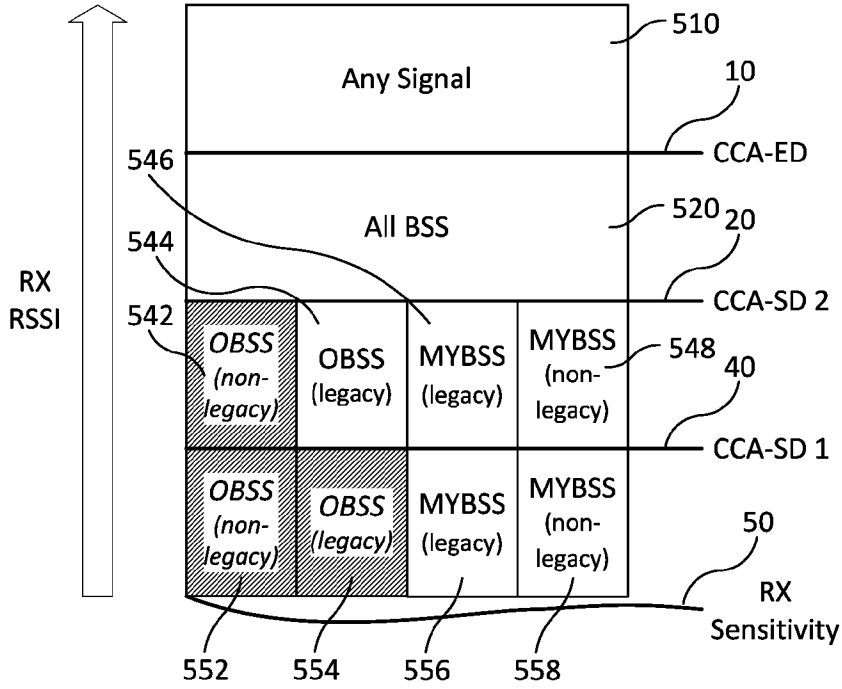 510
Any Signal
10
CCA-ED
546
520
20
All BSS
544
CCA-SD 2
RX
RSSI
542
OBSS
(non-
legacy)
OBSS
(legacy)
MYBSS
(legacy)
MYBSS
(non-
legacy)
548
40
CCA-SD 1
OBSS
(non-
legacy)
OBSS
(legacy)
MYBSS
(legacy)
MYBSS
(non-
legacy)
50
RX
Sensitivity
552
554
556
558